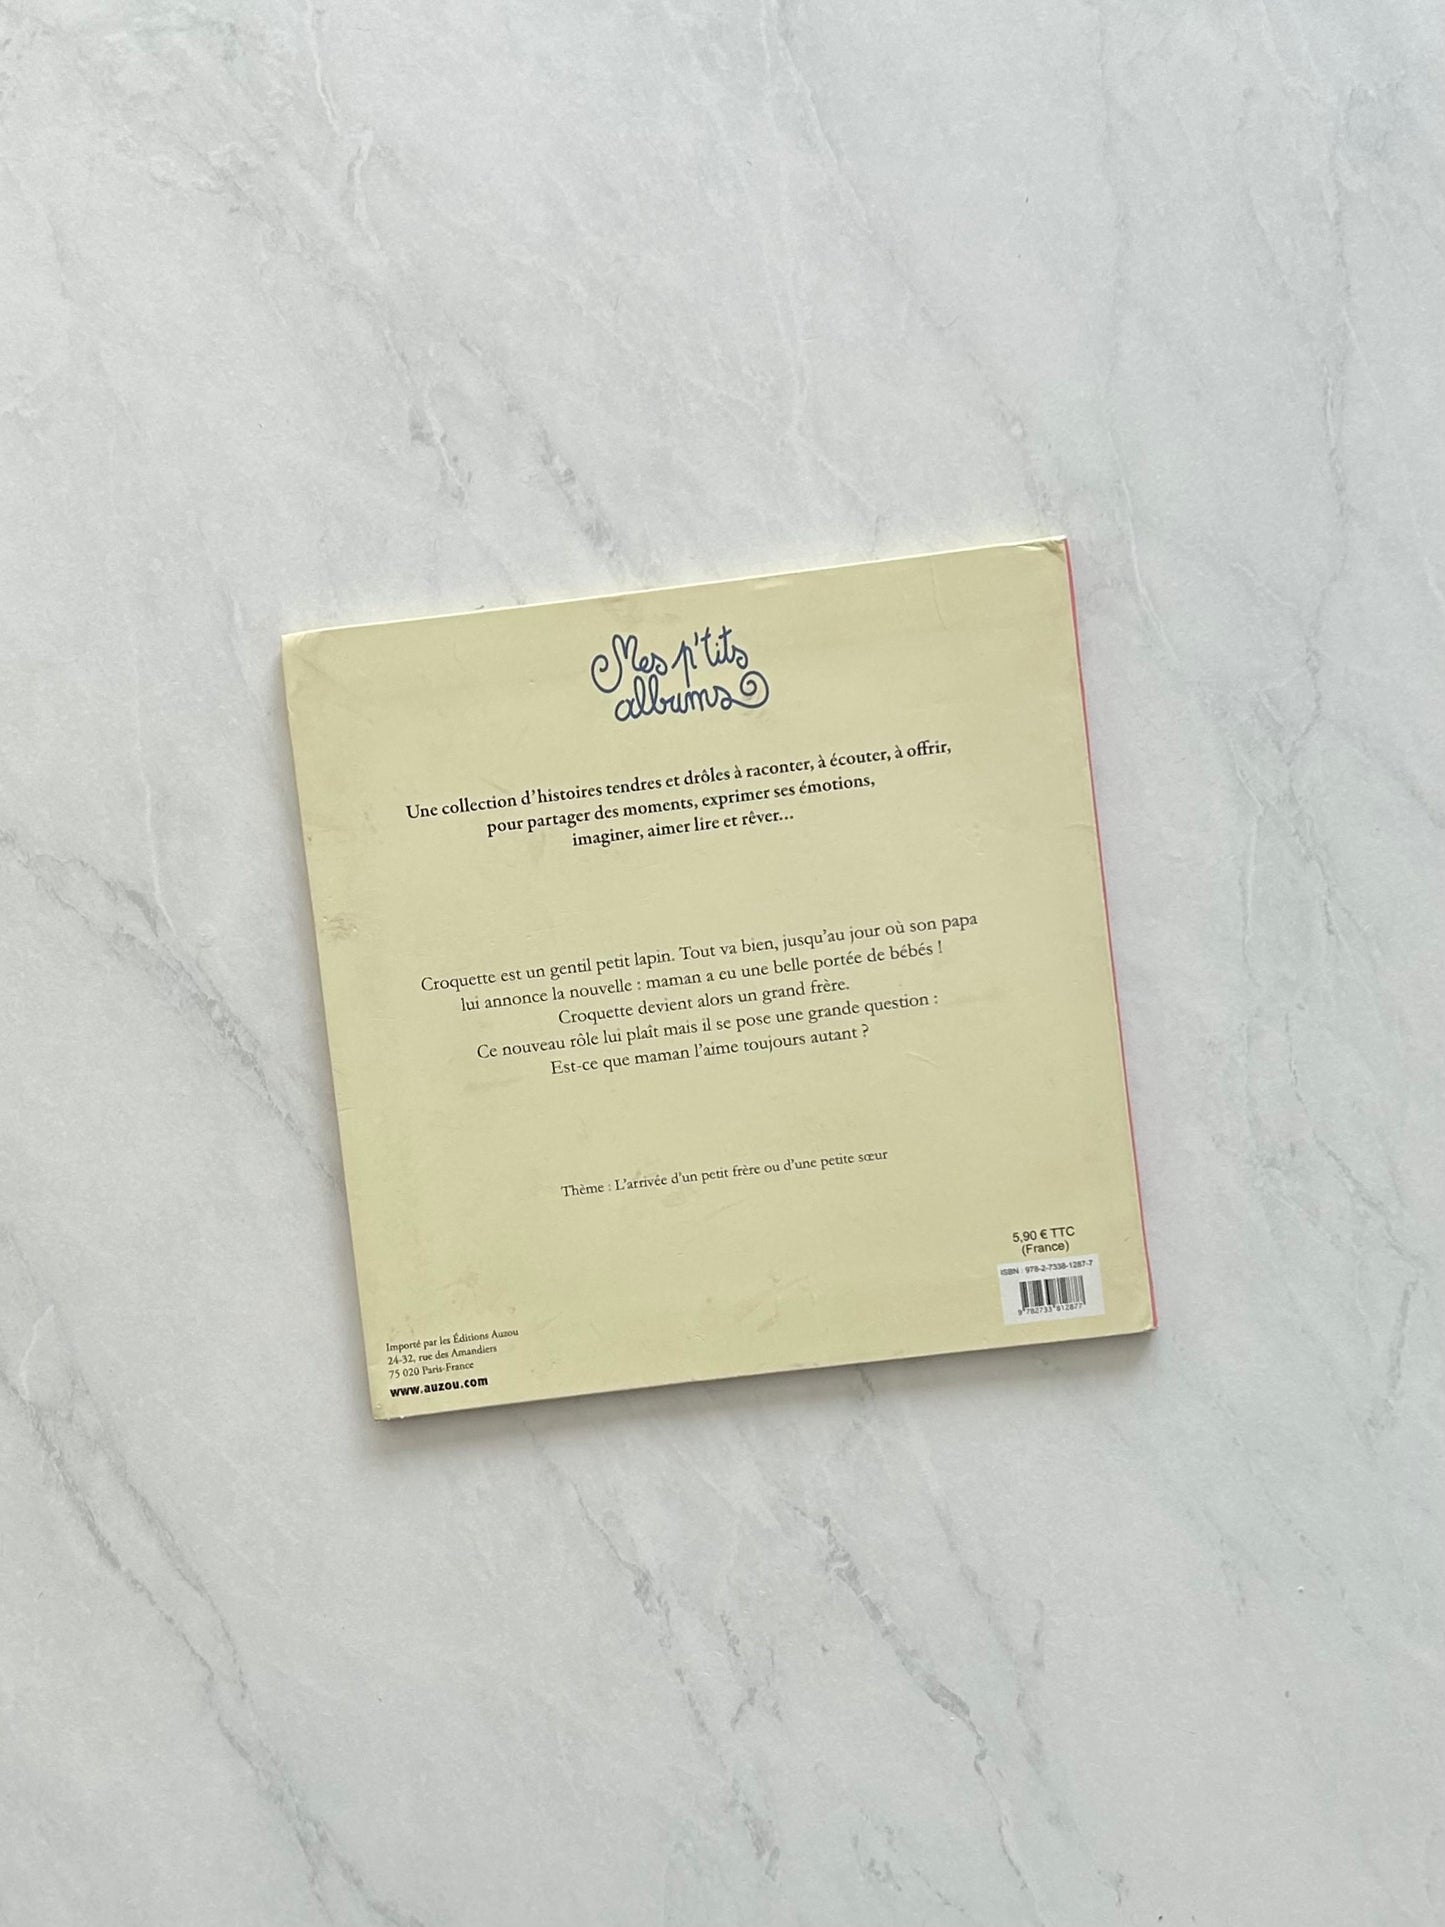 Mes p'tits
albums
Une collection d'histoires tendres et drôles à raconter, à écouter, à offrir,
pour partager des moments, exprimer ses émotions,
imaginer, aimer lire et rêver...
Croquette est un gentil petit lapin. Tout va bien, jusqu'au jour où son papa
lui annonce la nouvelle : maman a eu une belle portée de bébés !
Croquette devient alors un grand frère.
Ce nouveau rôle lui plaît mais il se pose une grande question :
Est-ce que maman l'aime toujours autant ?
Thème : L'arrivée d'un petit frère ou d'une petite sœur
5,90 € TTC
(France)
ISBN : 978-2-7338-1287-7
9 782733 812877
Importé par les Éditions Auzou
24-32, rue des Amandiers
75 020 Paris-France
www.auzou.com